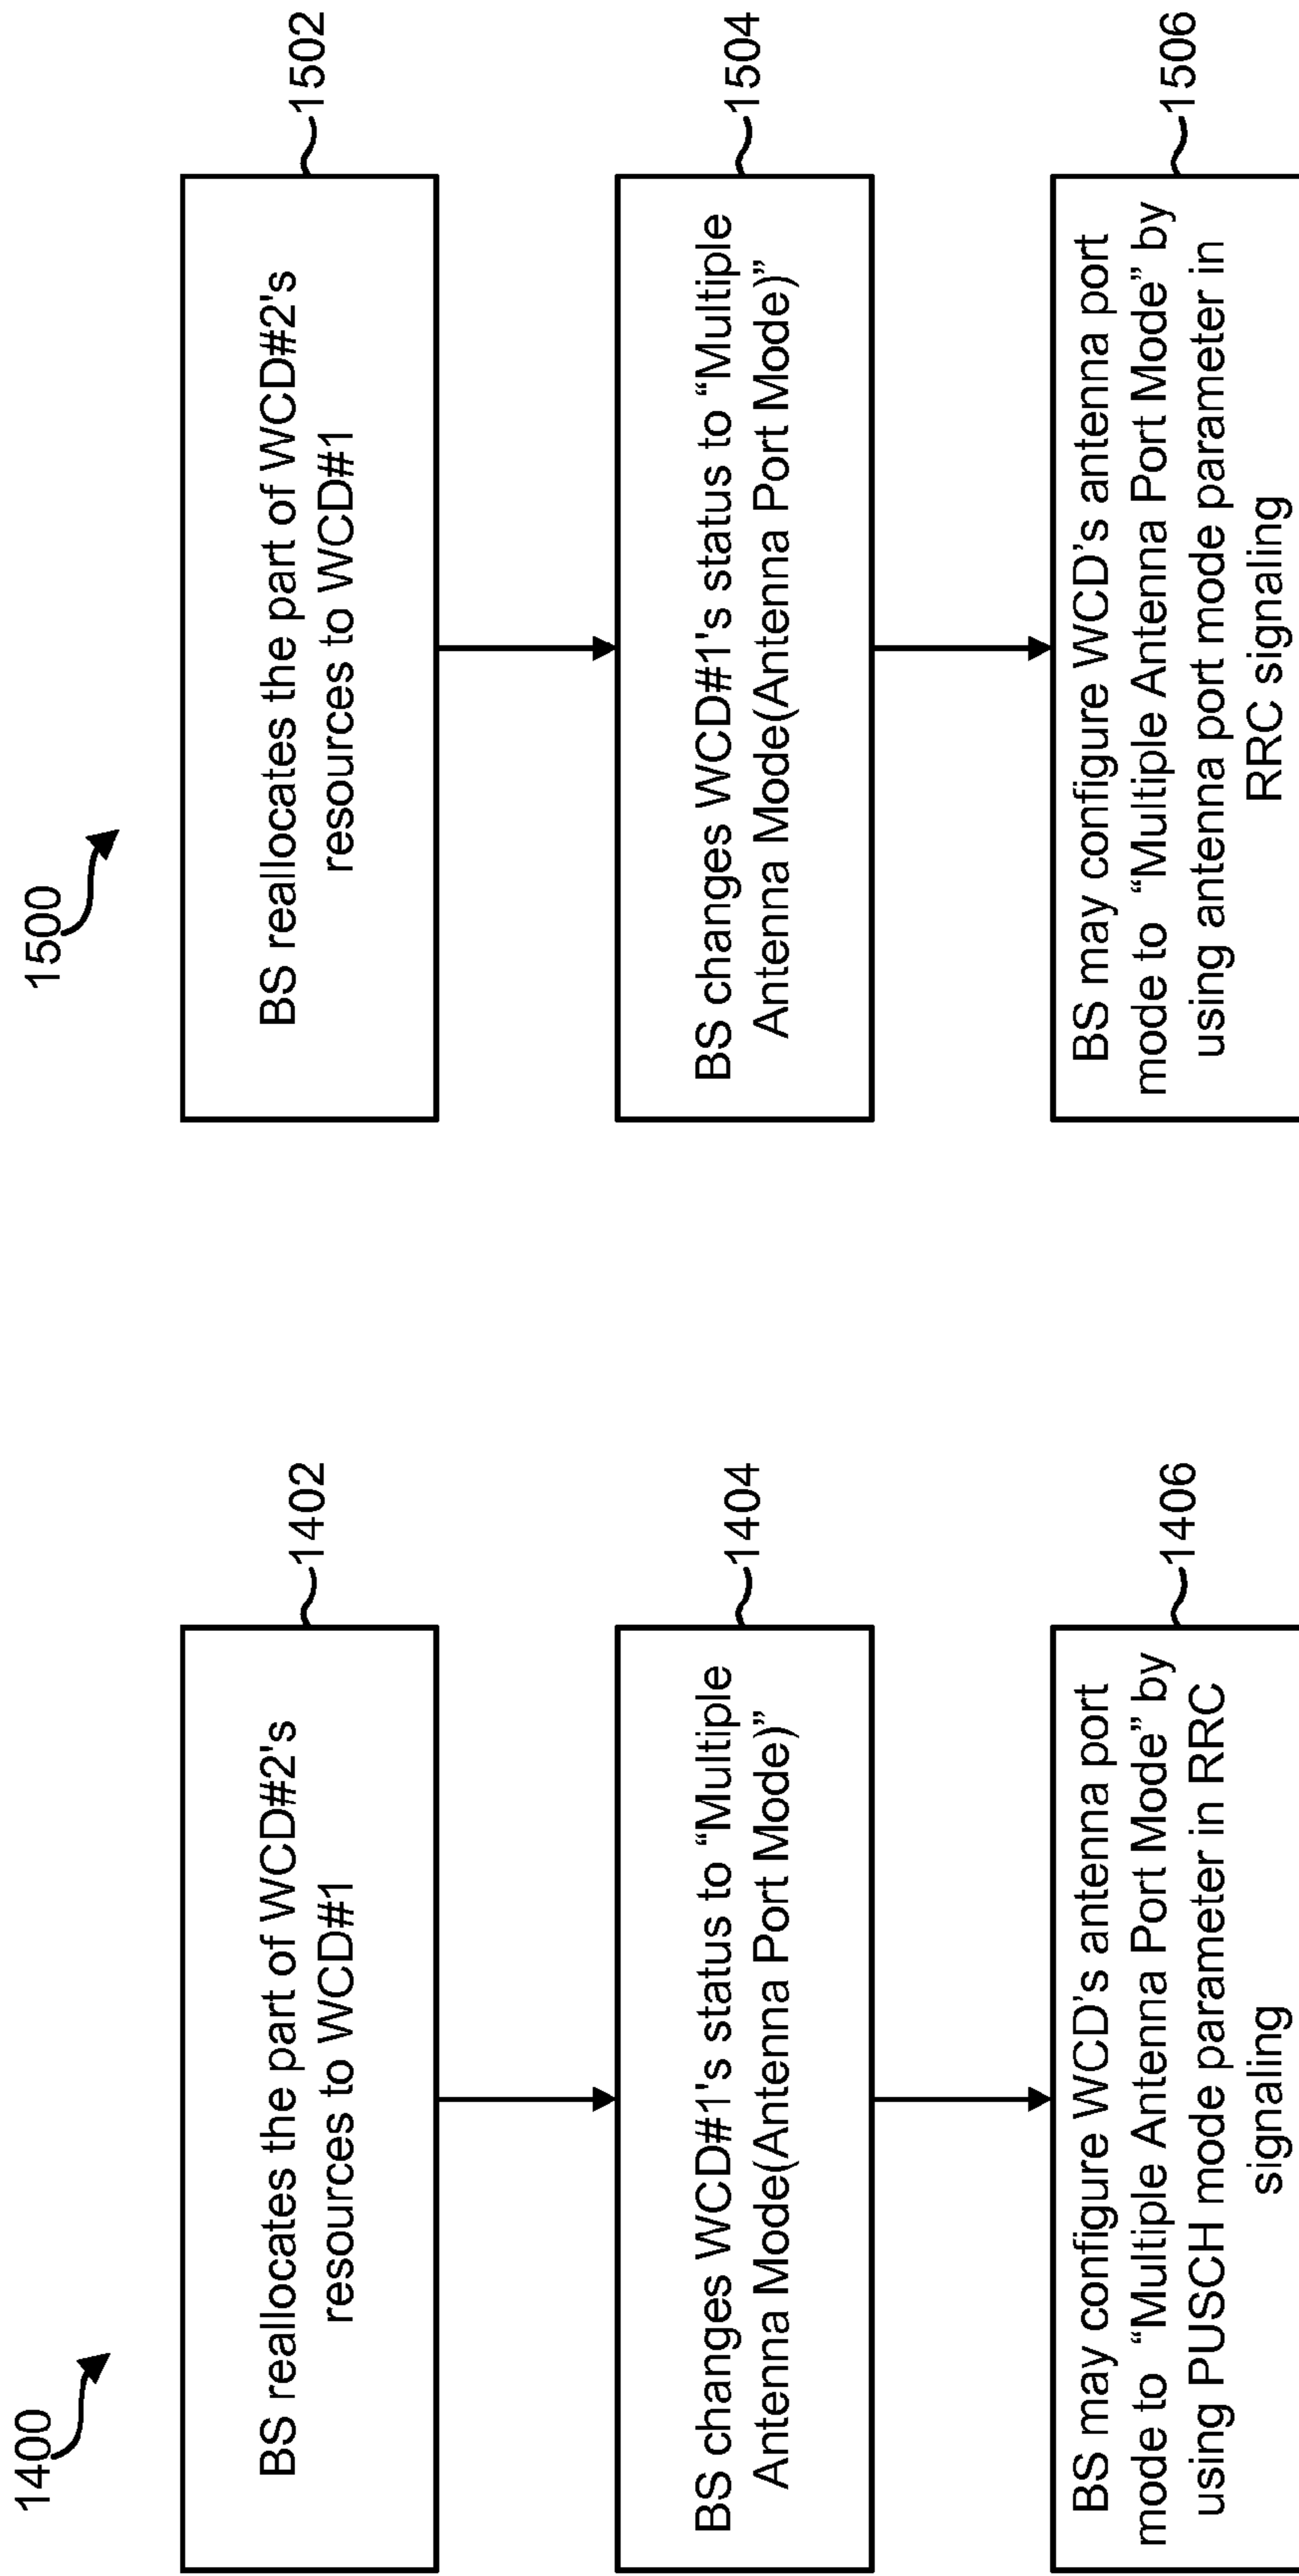 1400
BS reallocates the part of WCD#2's
resources to WCD#1
1402
BS changes WCD#1's status to “Multiple
Antenna Mode(Antenna Port Mode)”
1404
BS may configure WCD’s antenna port
mode to “Multiple Antenna Port Mode” by
using PUSCH mode parameter in RRC
signaling
1406
1500
BS reallocates the part of WCD#2's
resources to WCD#1
1502
BS changes WCD#1's status to “Multiple
Antenna Mode(Antenna Port Mode)”
1504
BS may configure WCD’s antenna port
mode to “Multiple Antenna Port Mode” by
using antenna port mode parameter in
RRC signaling
1506